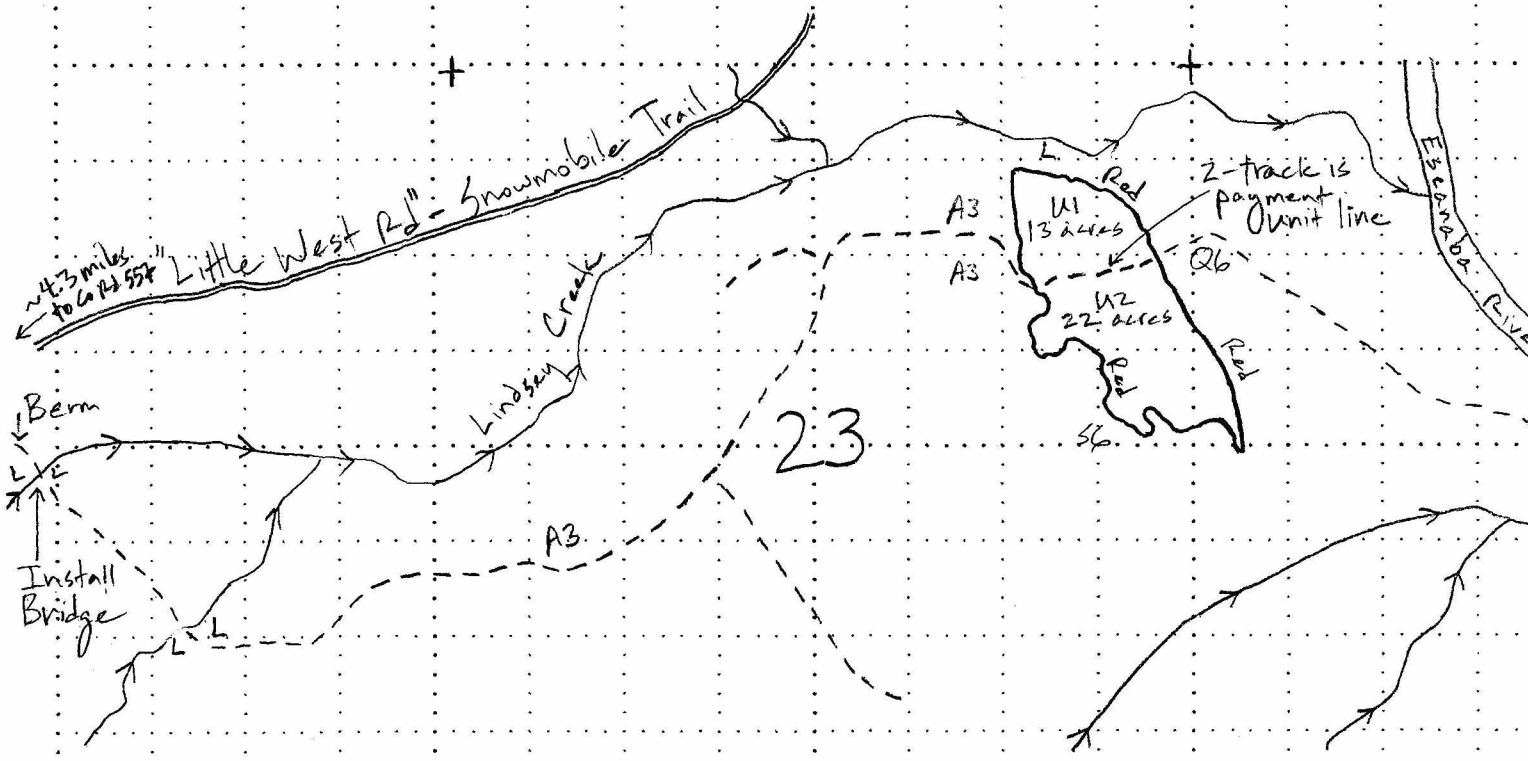 "Little West Rd" - Snowmobile Trail
~4.3 miles
to Co Rd 557
L
Red
2-track is
payment
unit line
U1
13 acres
A3
A3
Q6
Escanaba River
U2
22 acres
Lindsay Creek
Red
Red
Berm
23
S6
L L
A3
Install
Bridge
L L